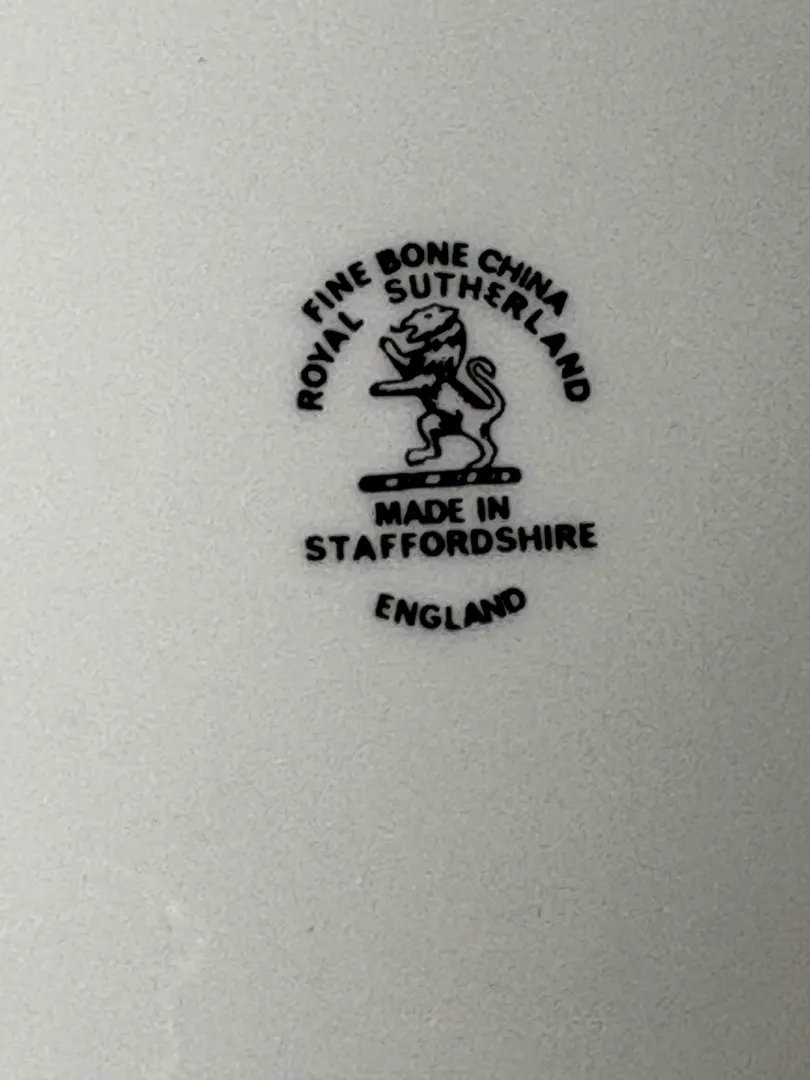 FINE BONE CHINA
ROYAL SUTHERLAND
MADE IN
STAFFORDSHIRE
ENGLAND